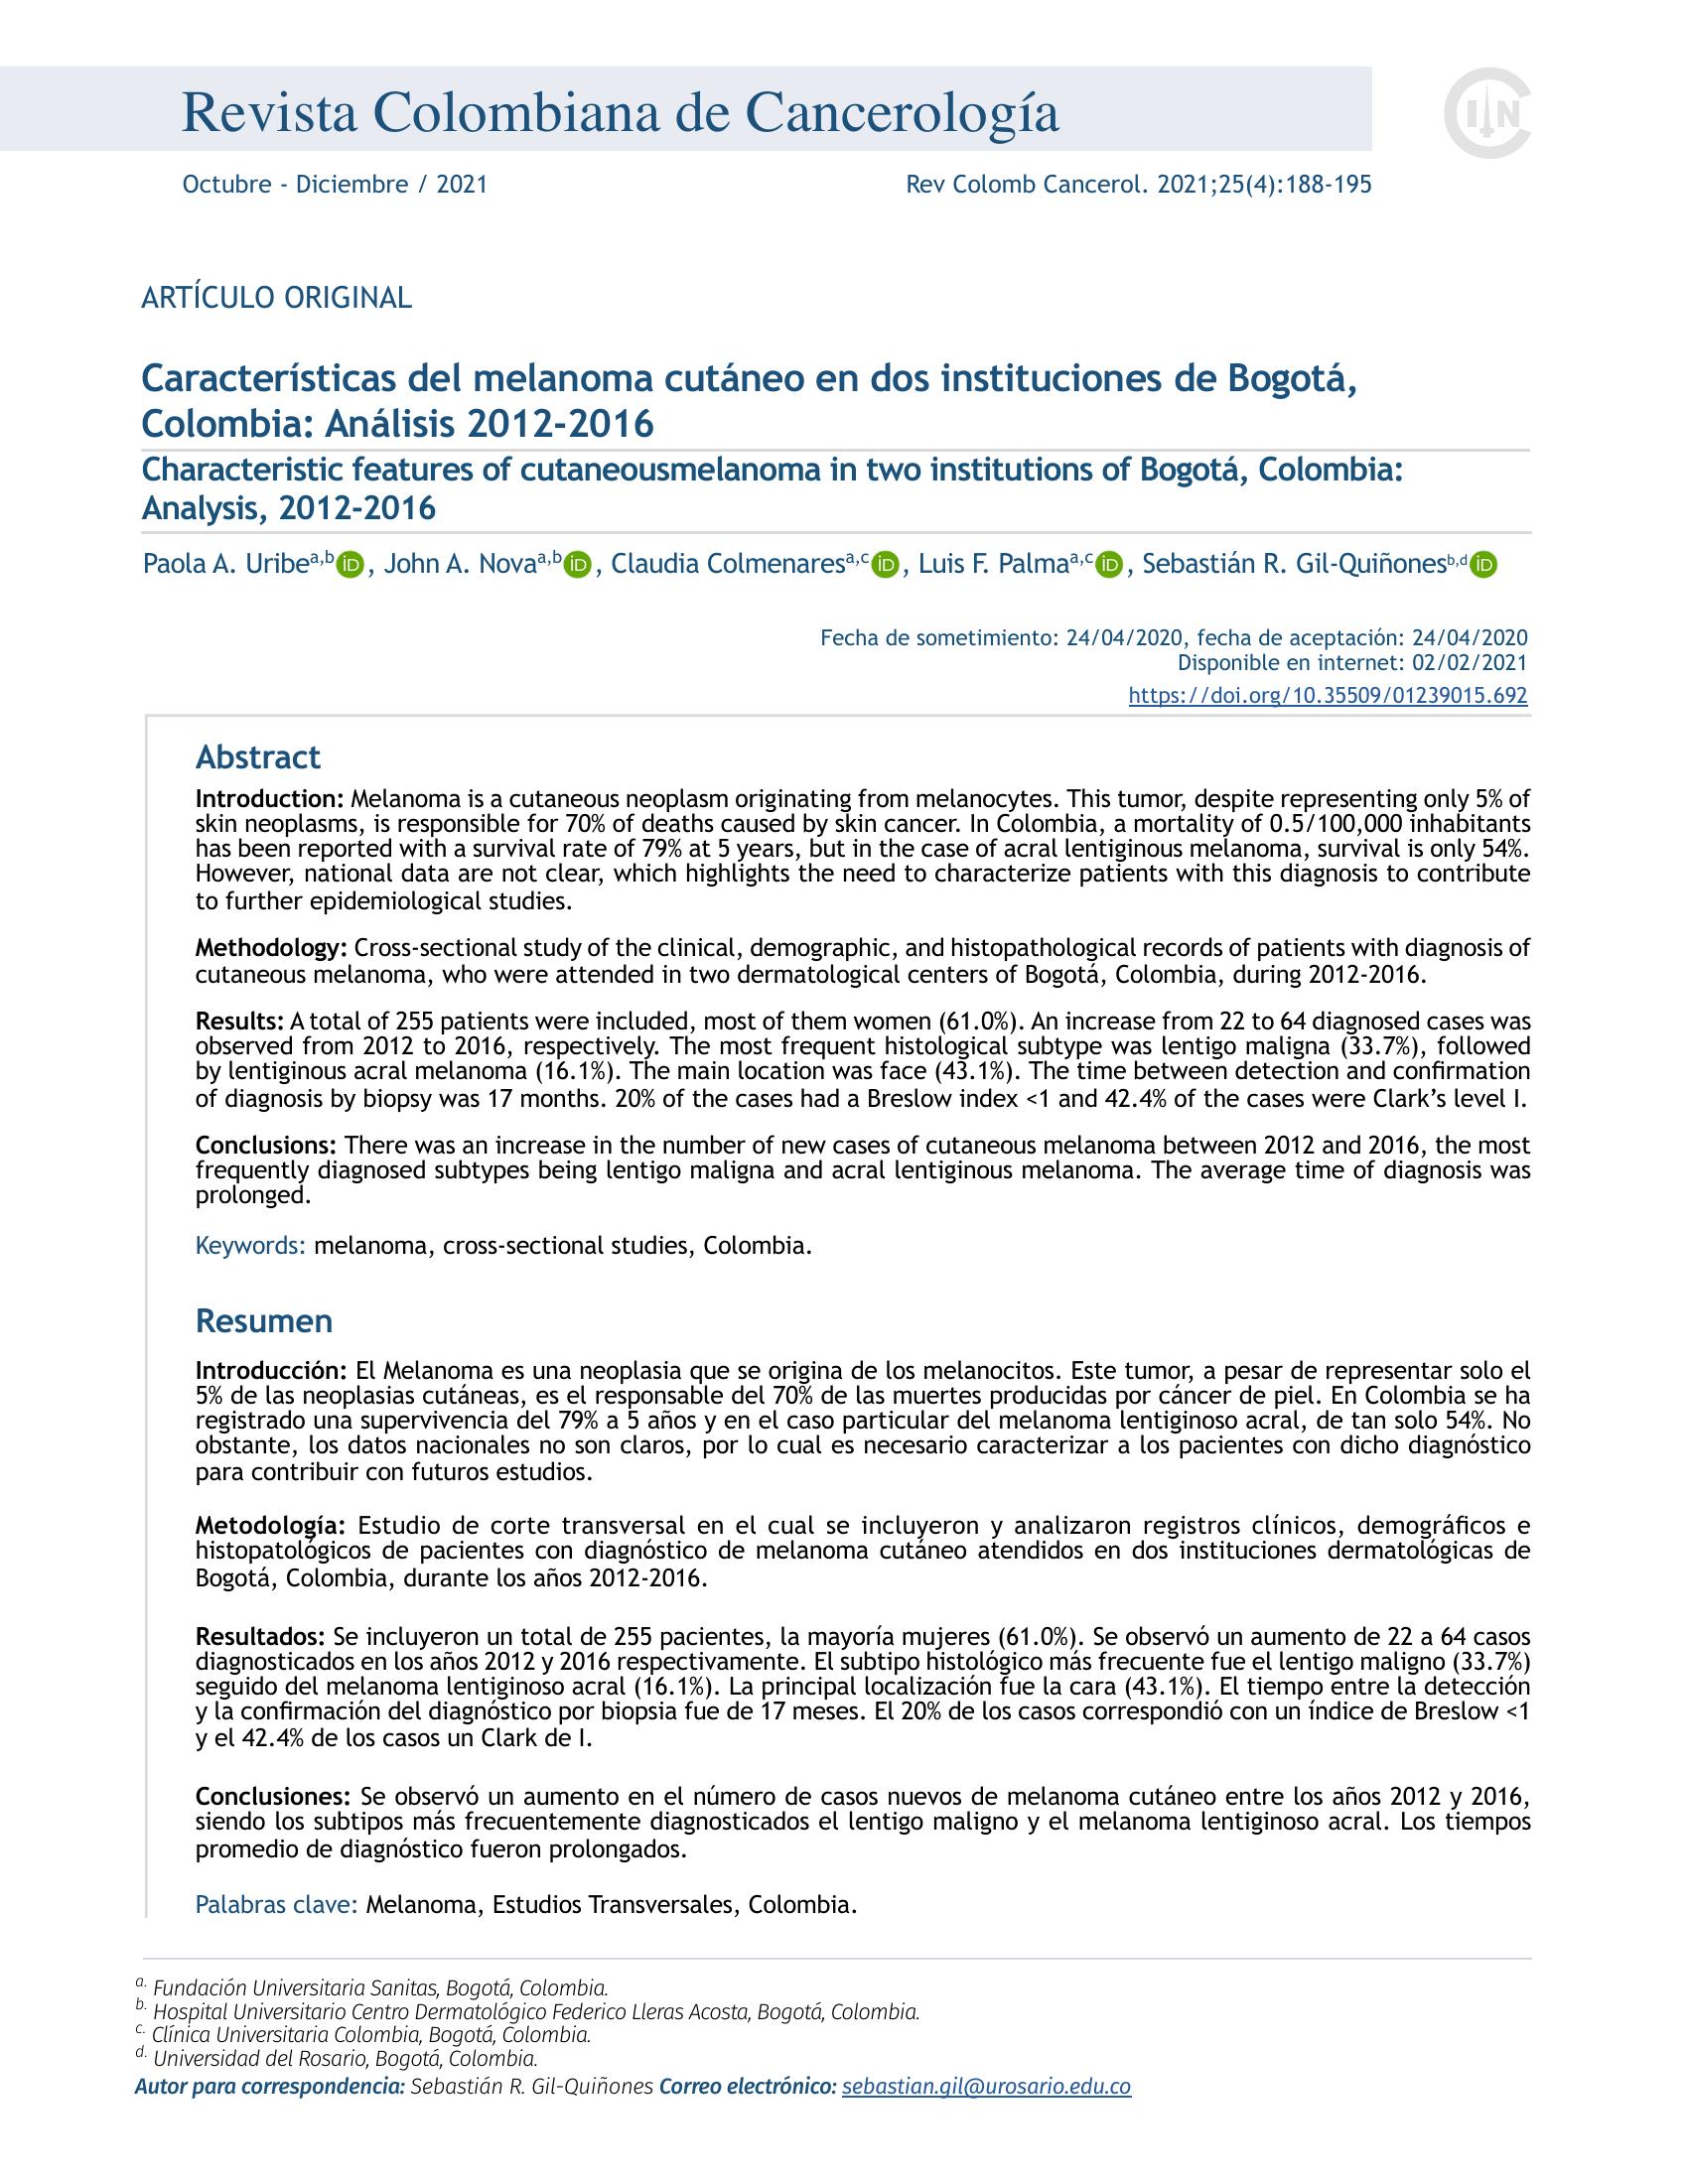 Revista Colombiana de Cancerología
IN
Octubre - Diciembre / 2021
Rev Colomb Cancerol. 2021;25(4):188-195
ARTÍCULO ORIGINAL
Características del melanoma cutáneo en dos instituciones de Bogotá,
Colombia: Análisis 2012-2016
Characteristic features of cutaneousmelanoma in two institutions of Bogotá, Colombia:
Analysis, 2012-2016
Paola A. Uribea,b iD , John A. Novaa,b iD , Claudia Colmenaresa,c iD , Luis F. Palmaa,c iD , Sebastián R. Gil-Quiñonesb,d iD
Fecha de sometimiento: 24/04/2020, fecha de aceptación: 24/04/2020
Disponible en internet: 02/02/2021
https://doi.org/10.35509/01239015.692
Abstract
Introduction: Melanoma is a cutaneous neoplasm originating from melanocytes. This tumor, despite representing only 5% of
skin neoplasms, is responsible for 70% of deaths caused by skin cancer. In Colombia, a mortality of 0.5/100,000 inhabitants
has been reported with a survival rate of 79% at 5 years, but in the case of acral lentiginous melanoma, survival is only 54%.
However, national data are not clear, which highlights the need to characterize patients with this diagnosis to contribute
to further epidemiological studies.
Methodology: Cross-sectional study of the clinical, demographic, and histopathological records of patients with diagnosis of
cutaneous melanoma, who were attended in two dermatological centers of Bogotá, Colombia, during 2012-2016.
Results: A total of 255 patients were included, most of them women (61.0%). An increase from 22 to 64 diagnosed cases was
observed from 2012 to 2016, respectively. The most frequent histological subtype was lentigo maligna (33.7%), followed
by lentiginous acral melanoma (16.1%). The main location was face (43.1%). The time between detection and confirmation
of diagnosis by biopsy was 17 months. 20% of the cases had a Breslow index <1 and 42.4% of the cases were Clark’s level I.
Conclusions: There was an increase in the number of new cases of cutaneous melanoma between 2012 and 2016, the most
frequently diagnosed subtypes being lentigo maligna and acral lentiginous melanoma. The average time of diagnosis was
prolonged.
Keywords: melanoma, cross-sectional studies, Colombia.
Resumen
Introducción: El Melanoma es una neoplasia que se origina de los melanocitos. Este tumor, a pesar de representar solo el
5% de las neoplasias cutáneas, es el responsable del 70% de las muertes producidas por cáncer de piel. En Colombia se ha
registrado una supervivencia del 79% a 5 años y en el caso particular del melanoma lentiginoso acral, de tan solo 54%. No
obstante, los datos nacionales no son claros, por lo cual es necesario caracterizar a los pacientes con dicho diagnóstico
para contribuir con futuros estudios.
Metodología: Estudio de corte transversal en el cual se incluyeron y analizaron registros clínicos, demográficos e
histopatológicos de pacientes con diagnóstico de melanoma cutáneo atendidos en dos instituciones dermatológicas de
Bogotá, Colombia, durante los años 2012-2016.
Resultados: Se incluyeron un total de 255 pacientes, la mayoría mujeres (61.0%). Se observó un aumento de 22 a 64 casos
diagnosticados en los años 2012 y 2016 respectivamente. El subtipo histológico más frecuente fue el lentigo maligno (33.7%)
seguido del melanoma lentiginoso acral (16.1%). La principal localización fue la cara (43.1%). El tiempo entre la detección
y la confirmación del diagnóstico por biopsia fue de 17 meses. El 20% de los casos correspondió con un índice de Breslow <1
y el 42.4% de los casos un Clark de I.
Conclusiones: Se observó un aumento en el número de casos nuevos de melanoma cutáneo entre los años 2012 y 2016,
siendo los subtipos más frecuentemente diagnosticados el lentigo maligno y el melanoma lentiginoso acral. Los tiempos
promedio de diagnóstico fueron prolongados.
Palabras clave: Melanoma, Estudios Transversales, Colombia.
a. Fundación Universitaria Sanitas, Bogotá, Colombia.
b. Hospital Universitario Centro Dermatológico Federico Lleras Acosta, Bogotá, Colombia.
c. Clínica Universitaria Colombia, Bogotá, Colombia.
d. Universidad del Rosario, Bogotá, Colombia.
Autor para correspondencia: Sebastián R. Gil-Quiñones Correo electrónico: sebastian.gil@urosario.edu.co